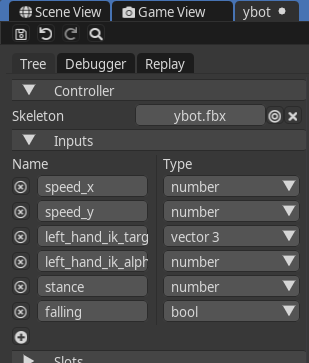 Scene View Game View ybot
Tree Debugger Replay
Controller
Skeleton ybot.fbx
Inputs
Name Type
speed_x number
speed_y number
left_hand_ik_targ vector 3
left_hand_ik_alph number
stance number
falling bool
Slots